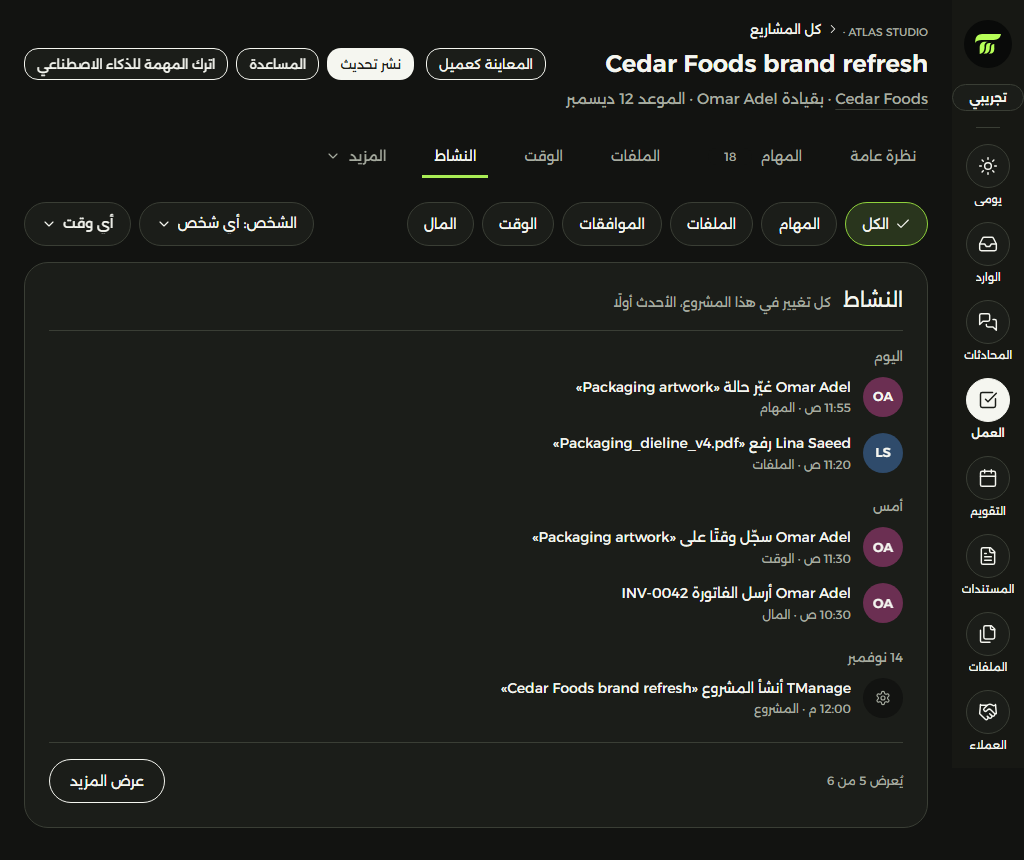 ATLAS STUDIO · › كل المشاريع
Cedar Foods brand refresh
Cedar Foods · بقيادة Omar Adel · الموعد 12 ديسمبر
المعاينة كعميل
نشر تحديث
المساعدة
اترك المهمة للذكاء الاصطناعي
نظرة عامة
المهام 18
الملفات
الوقت
النشاط
المزيد
الكل
المهام
الملفات
الموافقات
الوقت
المال
الشخص: أي شخص
أي وقت
النشاط كل تغيير في هذا المشروع، الأحدث أولًا
اليوم
OA
Omar Adel غيّر حالة «Packaging artwork»
11:55 ص · المهام
LS
Lina Saeed رفع «Packaging_dieline_v4.pdf»
11:20 ص · الملفات
أمس
OA
Omar Adel سجّل وقتًا على «Packaging artwork»
11:30 ص · الوقت
OA
Omar Adel أرسل الفاتورة INV-0042
10:30 ص · المال
14 نوفمبر
TManage أنشأ المشروع «Cedar Foods brand refresh»
12:00 م · المشروع
يُعرض 5 من 6
عرض المزيد
تجريبي
يومي
الوارد
المحادثات
العمل
التقويم
المستندات
الملفات
العملاء